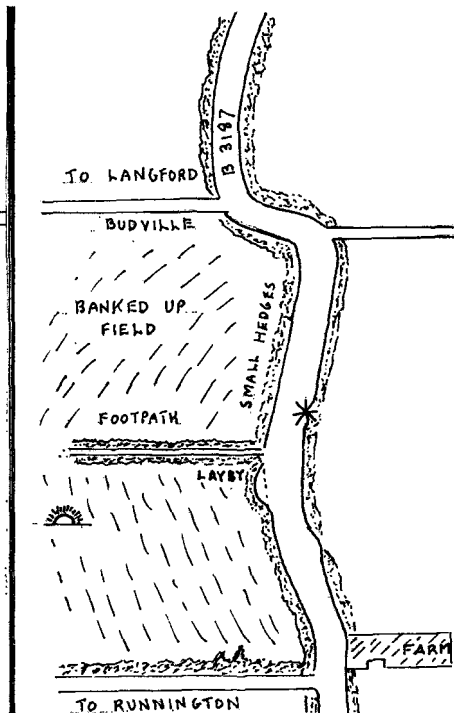 B 3187
TO LANGFORD
BUDVILLE
BANKED UP
FIELD
SMALL HEDGES
FOOTPATH
LAYBY
FARM
TO RUNNINGTON